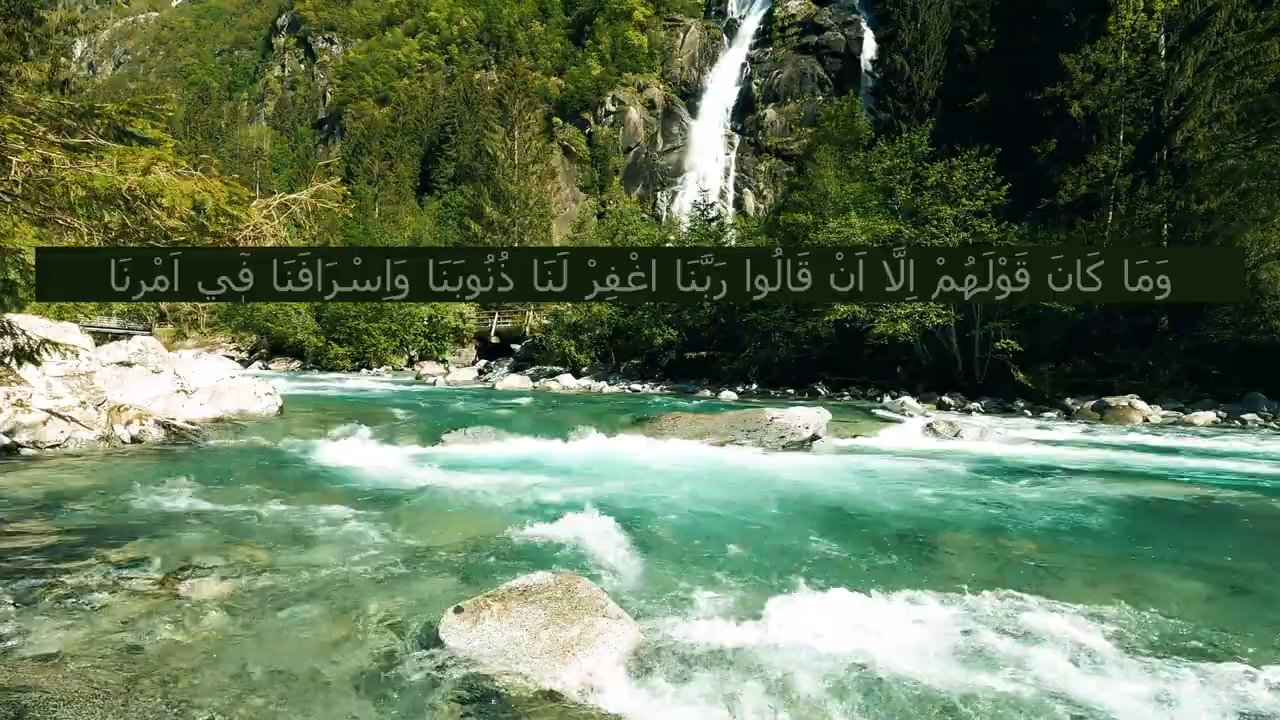 وَمَا كَانَ قَوْلَهُمْ اِلَّا اَنْ قَالُوا رَبَّنَا اغْفِرْ لَنَا ذُنُوبَنَا وَاِسْرَافَنَا ف۪ٓي اَمْرِنَا